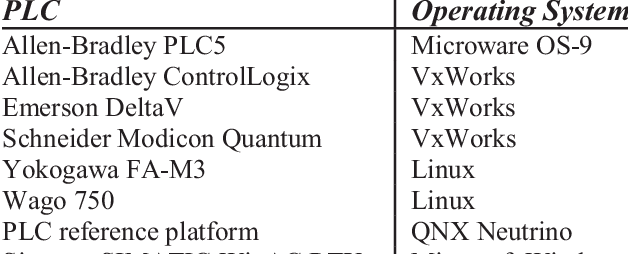 PLC Operating System
Allen-Bradley PLC5 Microware OS-9
Allen-Bradley ControlLogix VxWorks
Emerson DeltaV VxWorks
Schneider Modicon Quantum VxWorks
Yokogawa FA-M3 Linux
Wago 750 Linux
PLC reference platform QNX Neutrino